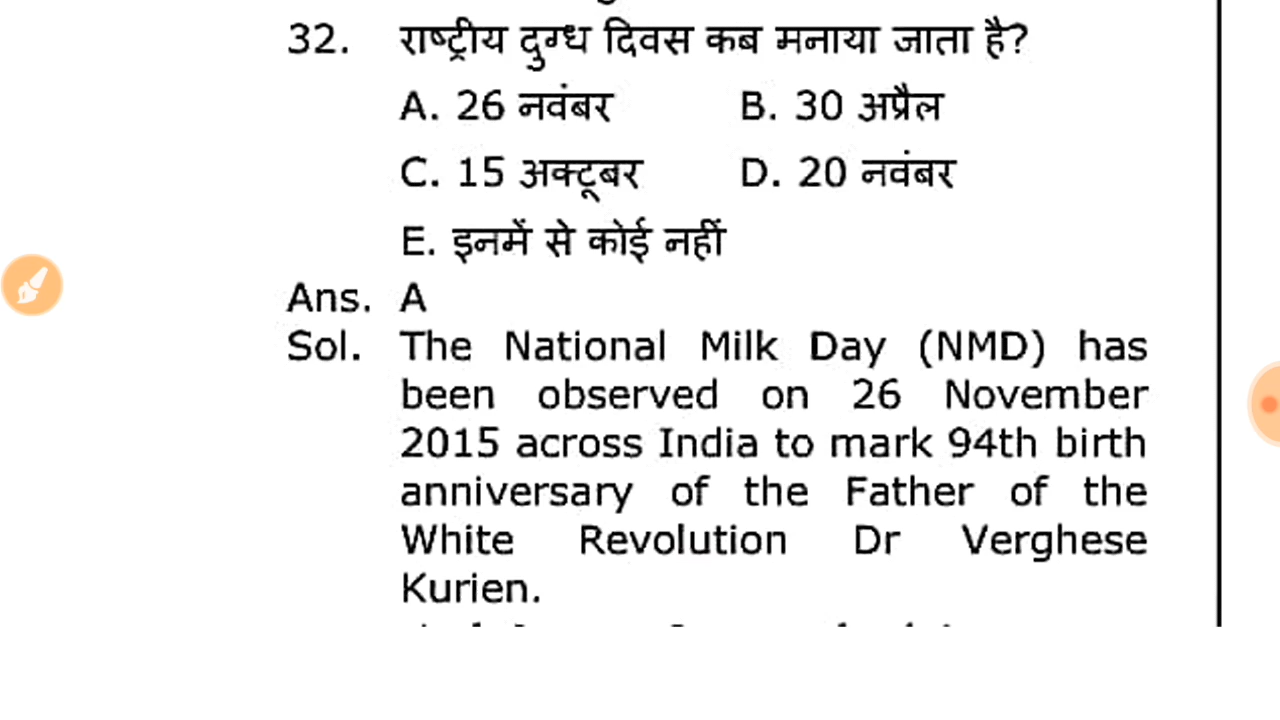 32. राष्ट्रीय दुग्ध दिवस कब मनाया जाता है?
A. 26 नवंबर B. 30 अप्रैल
C. 15 अक्टूबर D. 20 नवंबर
E. इनमें से कोई नहीं
Ans. A
Sol. The National Milk Day (NMD) has
been observed on 26 November
2015 across India to mark 94th birth
anniversary of the Father of the
White Revolution Dr Verghese
Kurien.